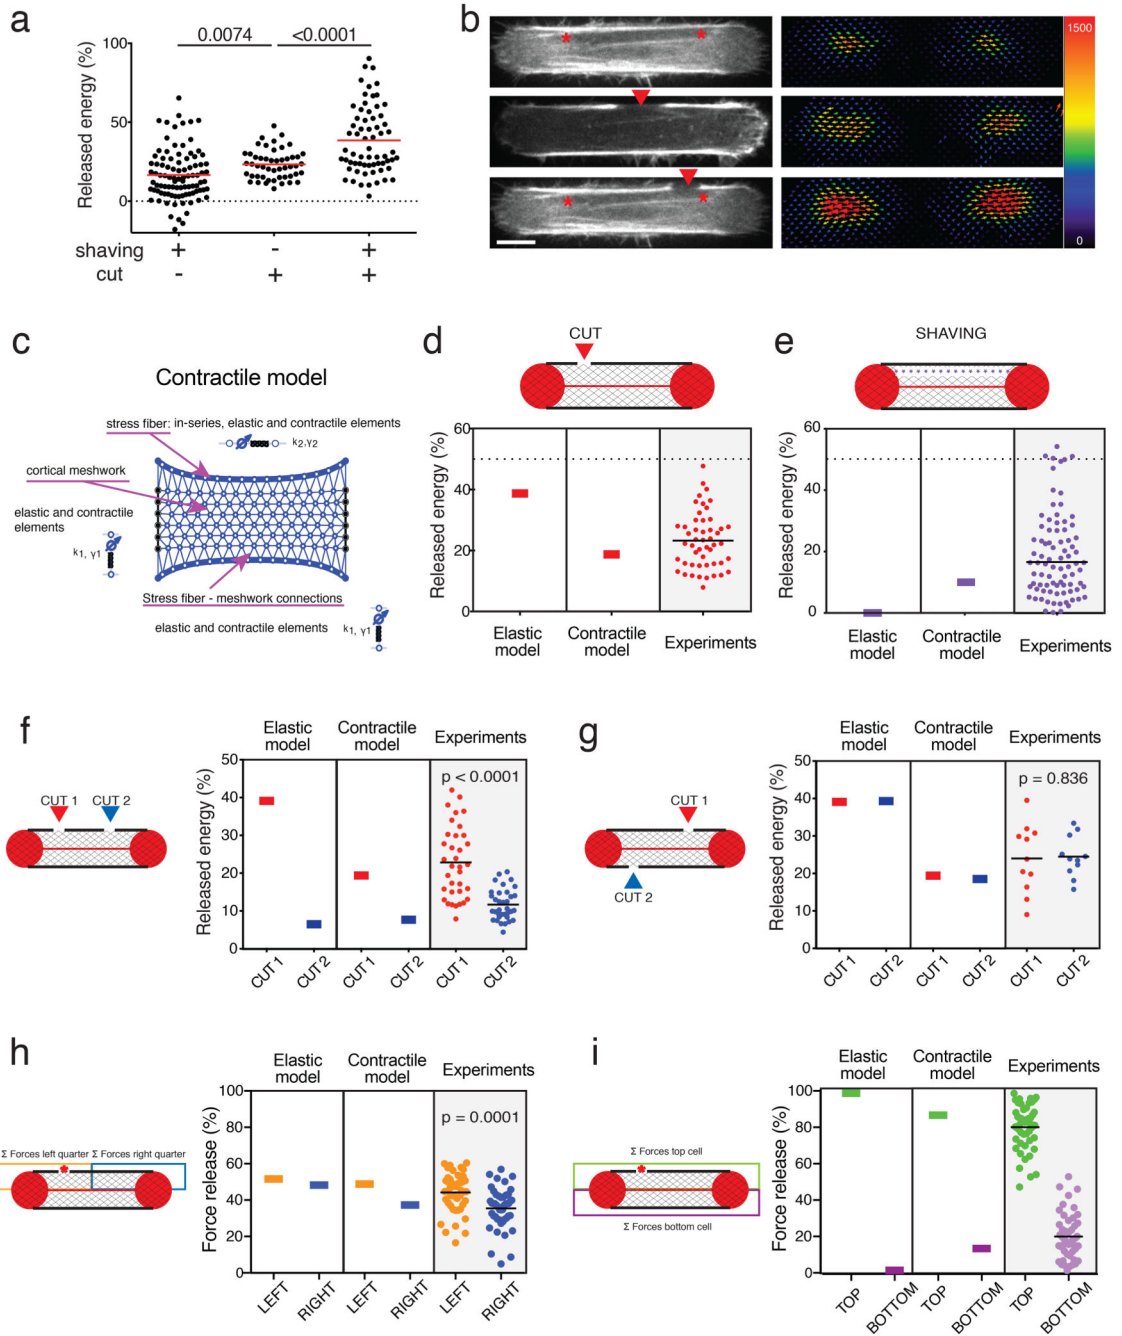 a
0.0074 <0.0001
Released energy (%)
100
50
0
shaving + - +
cut - + +
b
1500
0
c
Contractile model
stress fiber: in-series, elastic and contractile elements
k2,γ2
cortical meshwork
elastic and contractile
elements
k1, γ1
Stress fiber - meshwork connections
elastic and contractile elements
k1, γ1
d
CUT
Released energy (%)
60
40
20
0
Elastic
model
Contractile
model
Experiments
e
SHAVING
Released energy (%)
60
40
20
0
Elastic
model
Contractile
model
Experiments
f
CUT 1 CUT 2
Elastic
model
Contractile
model
Experiments
p < 0.0001
Released energy (%)
50
40
30
20
10
0
CUT 1 CUT 2 CUT 1 CUT 2 CUT 1 CUT 2
g
CUT 1
CUT 2
Elastic
model
Contractile
model
Experiments
p = 0.836
Released energy (%)
50
40
30
20
10
0
CUT 1 CUT 2 CUT 1 CUT 2 CUT 1 CUT 2
h
Σ Forces left quarter Σ Forces right quarter
Elastic
model
Contractile
model
Experiments
p = 0.0001
Force release (%)
100
80
60
40
20
0
LEFT RIGHT LEFT RIGHT LEFT RIGHT
i
Σ Forces top cell
Σ Forces bottom cell
Elastic
model
Contractile
model
Experiments
Force release (%)
100
80
60
40
20
0
TOP BOTTOM TOP BOTTOM TOP BOTTOM